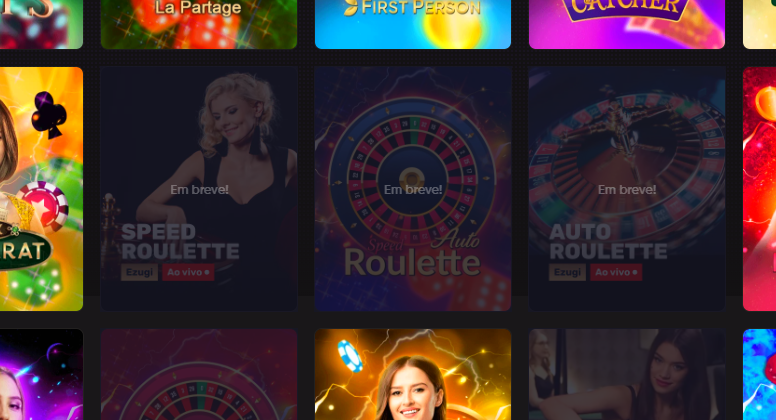 La Partage
FIRST PERSON
CATCHER
RAT
Em breve!
SPEED
ROULETTE
Ezugi
Ao vivo
Em breve!
Speed Auto
Roulette
Em breve!
AUTO
ROULETTE
Ezugi
Ao vivo